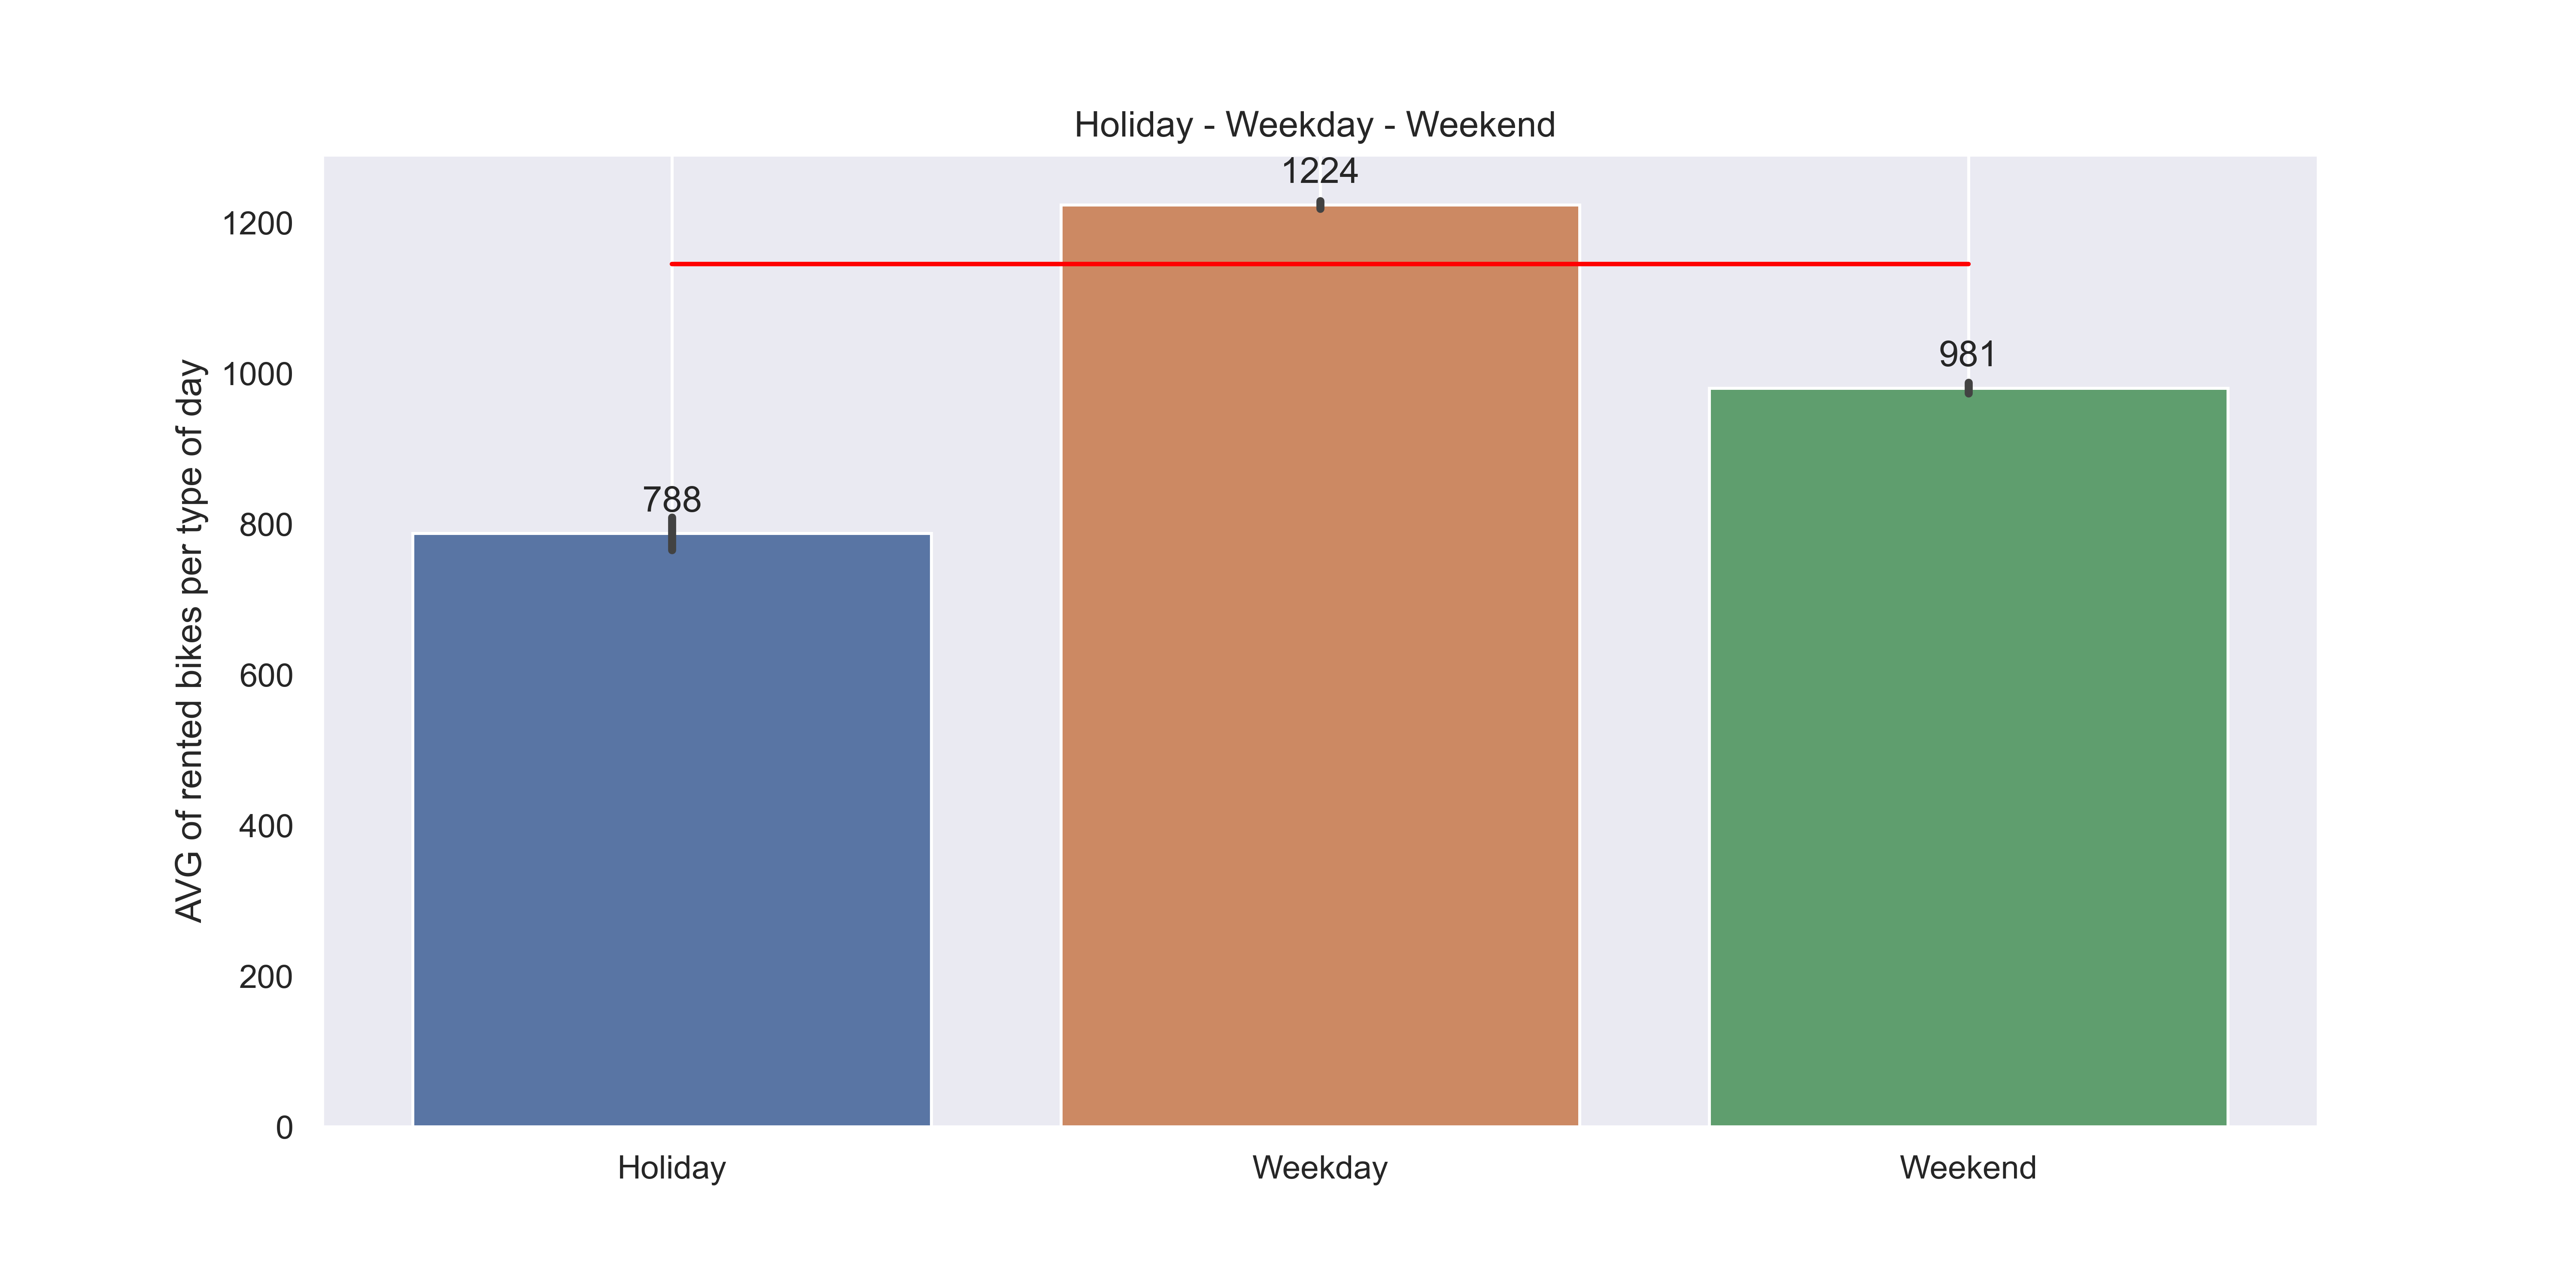 Holiday - Weekday - Weekend
AVG of rented bikes per type of day
1200
1000
800
600
400
200
0
788
1224
981
Holiday
Weekday
Weekend